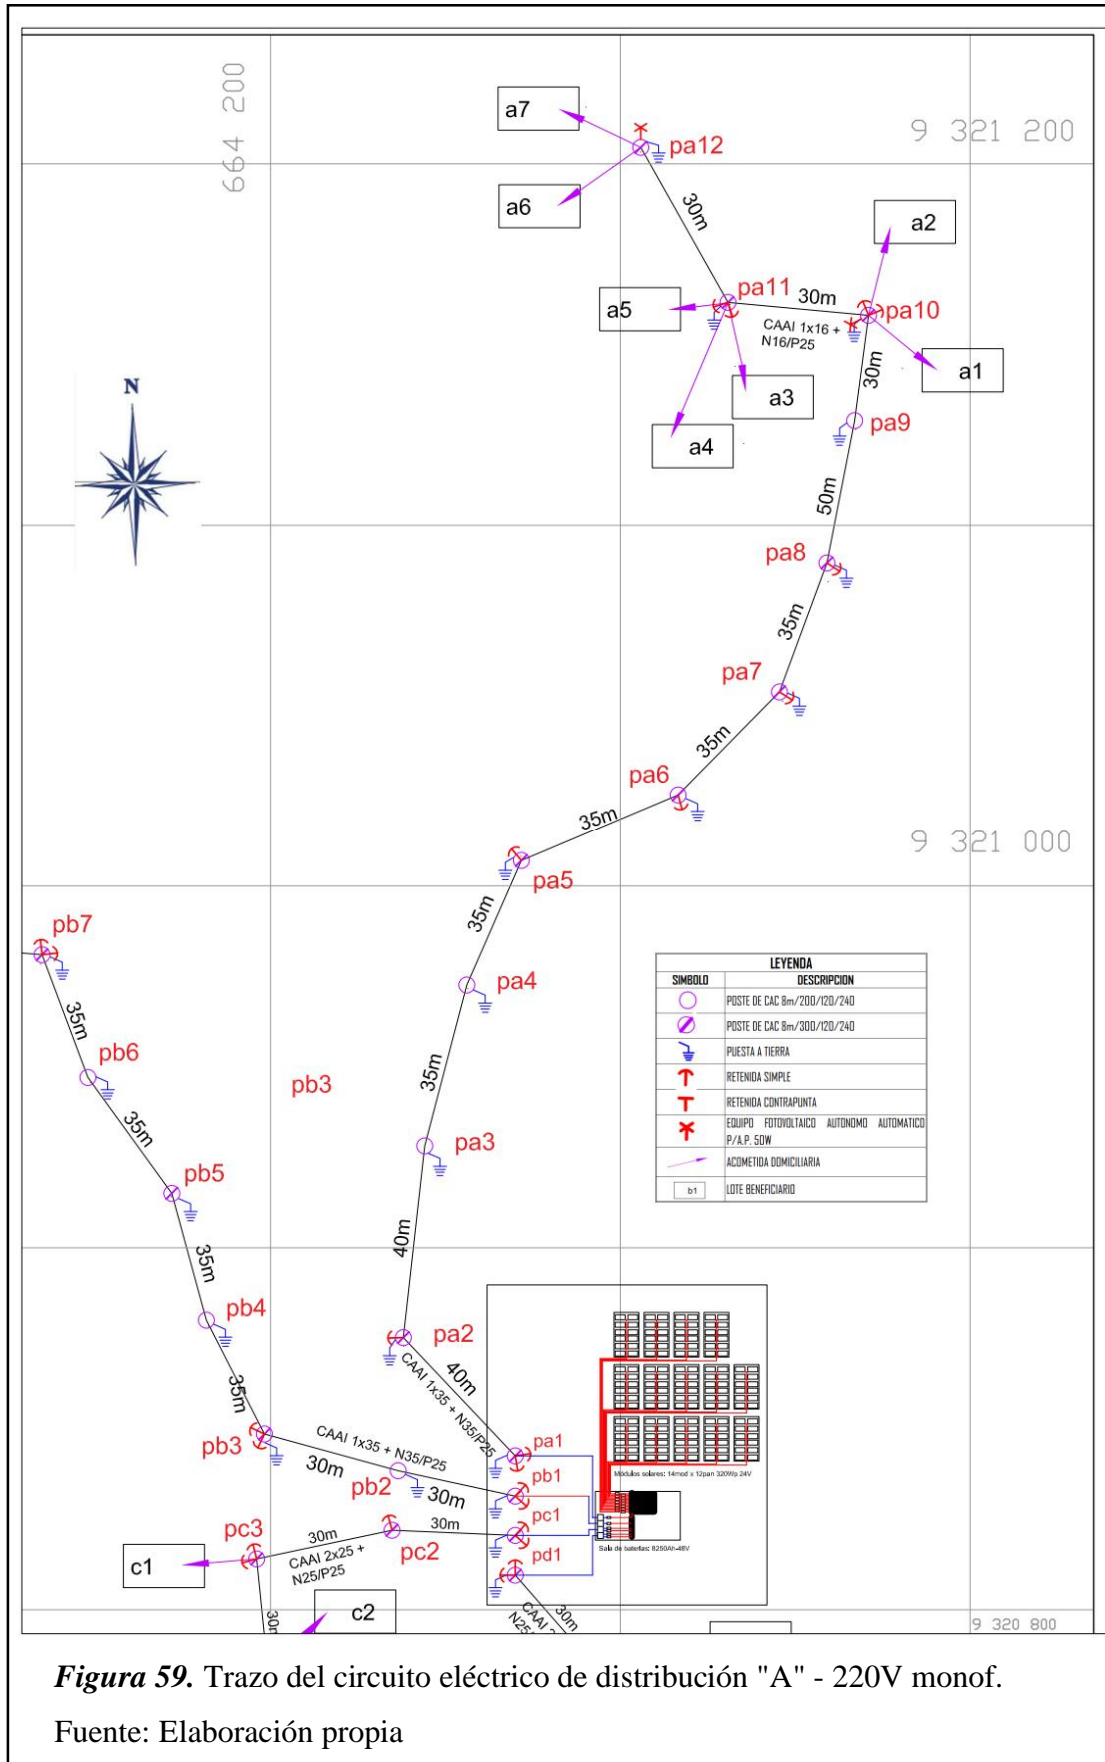 664 200
9 321 200
a7
pa12
a6
30m
a2
pa11
30m
pa10
a5
CAAI 1x16 +
N16/P25
a1
30m
a3
N
pa9
a4
50m
pa8
35m
pa7
35m
pa6
35m
9 321 000
pa5
35m
pb7
pa4
LEYENDA
SIMBOLO DESCRIPCION
POSTE DE CAC 8m/200/120/240
POSTE DE CAC 8m/300/120/240
PUESTA A TIERRA
RETENIDA SIMPLE
RETENIDA CONTRAPUNTA
EQUIPO FOTOVOLTAICO AUTONOMO AUTOMATICO
P/A.P. 50W
ACOMETIDA DOMICILIARIA
b1 LOTE BENEFICIARIO
35m
pb6
pb3
35m
35m
pa3
pb5
40m
35m
pb4
pa2
40m
CAAI 1x35 + N35/P25
35m
pb3
CAAI 1x35 + N35/P25
30m
pb2
30m
pa1
pb1
pc1
pd1
Módulos solares: 14mod x 12pan 320Wp 24V
Sala de baterías: 8250Ah-48V
pc3
30m
30m
pc2
CAAI 2x25 +
N25/P25
c1
c2
30m
30m
9 320 800
Figura 59. Trazo del circuito eléctrico de distribución "A" - 220V monof.
Fuente: Elaboración propia